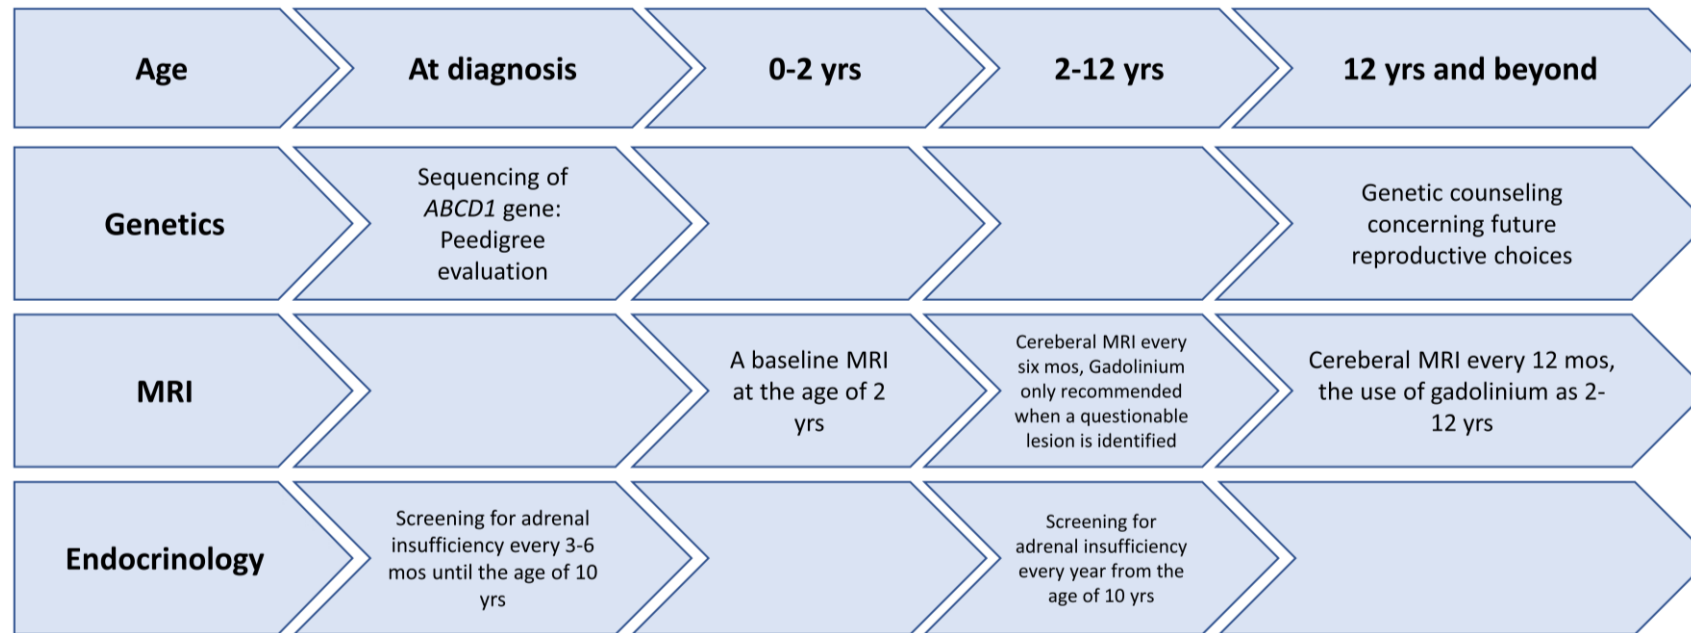 Age
At diagnosis
0-2 yrs
2-12 yrs
12 yrs and beyond
Genetics
Sequencing of
ABCD1 gene:
Peedigree
evaluation
Genetic counseling
concerning future
reproductive choices
MRI
A baseline MRI
at the age of 2
yrs
Cereberal MRI every
six mos, Gadolinium
only recommended
when a questionable
lesion is identified
Cereberal MRI every 12 mos,
the use of gadolinium as 2-
12 yrs
Endocrinology
Screening for adrenal
insufficiency every 3-6
mos until the age of 10
yrs
Screening for
adrenal insufficiency
every year from the
age of 10 yrs